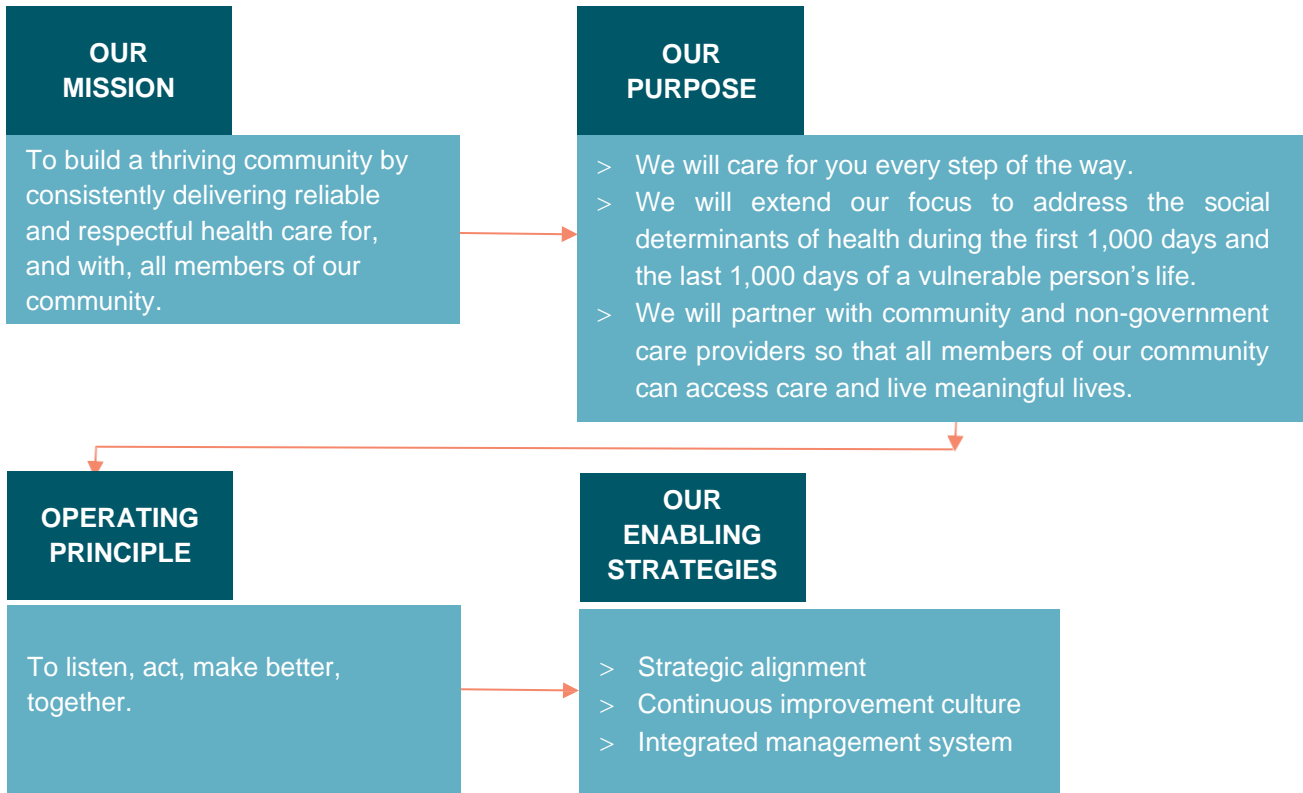 OUR
MISSION
To build a thriving community by
consistently delivering reliable
and respectful health care for,
and with, all members of our
community.
OUR
PURPOSE
> We will care for you every step of the way.
> We will extend our focus to address the social
determinants of health during the first 1,000 days and
the last 1,000 days of a vulnerable person's life.
> We will partner with community and non-government
care providers so that all members of our community
can access care and live meaningful lives.
OPERATING
PRINCIPLE
To listen, act, make better,
together.
OUR
ENABLING
STRATEGIES
> Strategic alignment
> Continuous improvement culture
> Integrated management system